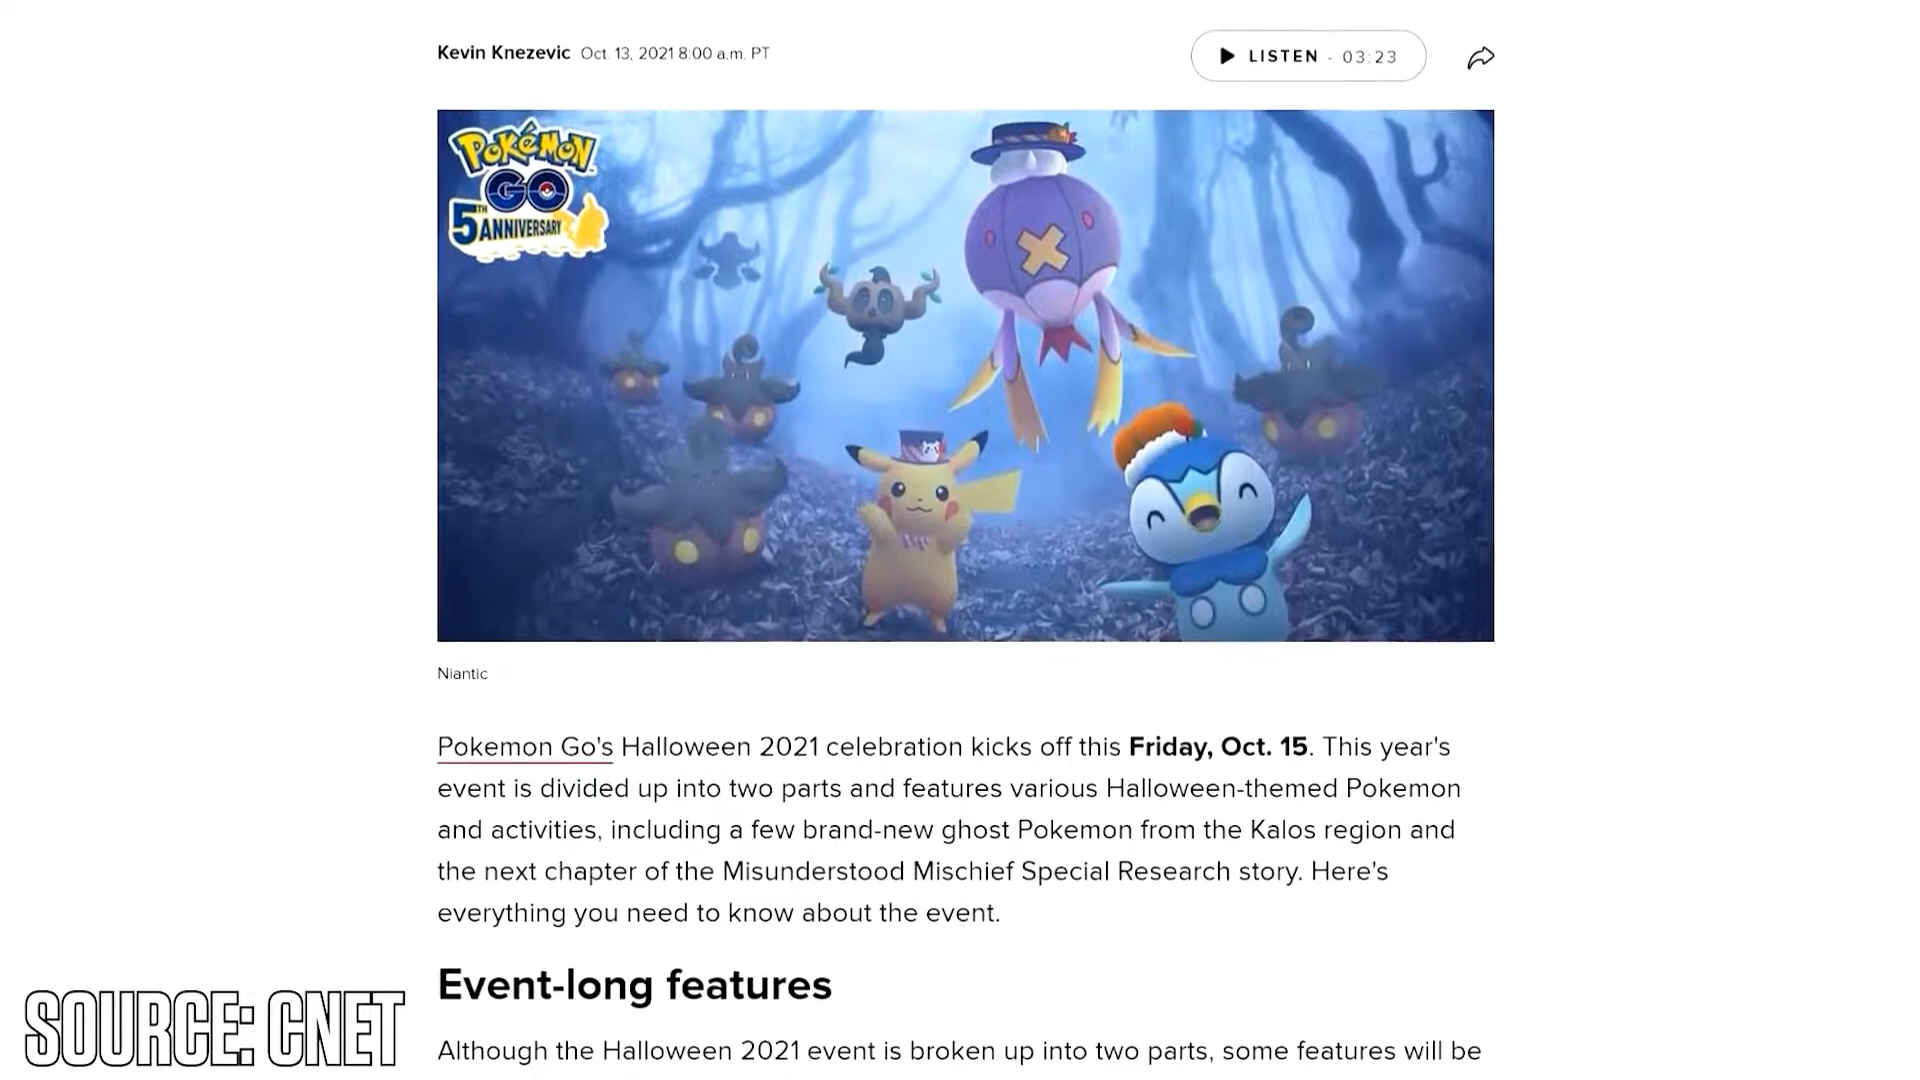 Kevin Knezevic Oct. 13, 2021 8:00 a.m. PT
LISTEN - 03:23
POKéMON
GO
5TH ANNIVERSARY
Niantic
Pokemon Go's Halloween 2021 celebration kicks off this Friday, Oct. 15. This year's
event is divided up into two parts and features various Halloween-themed Pokemon
and activities, including a few brand-new ghost Pokemon from the Kalos region and
the next chapter of the Misunderstood Mischief Special Research story. Here's
everything you need to know about the event.
Event-long features
SOURCE: CNET
Although the Halloween 2021 event is broken up into two parts, some features will be